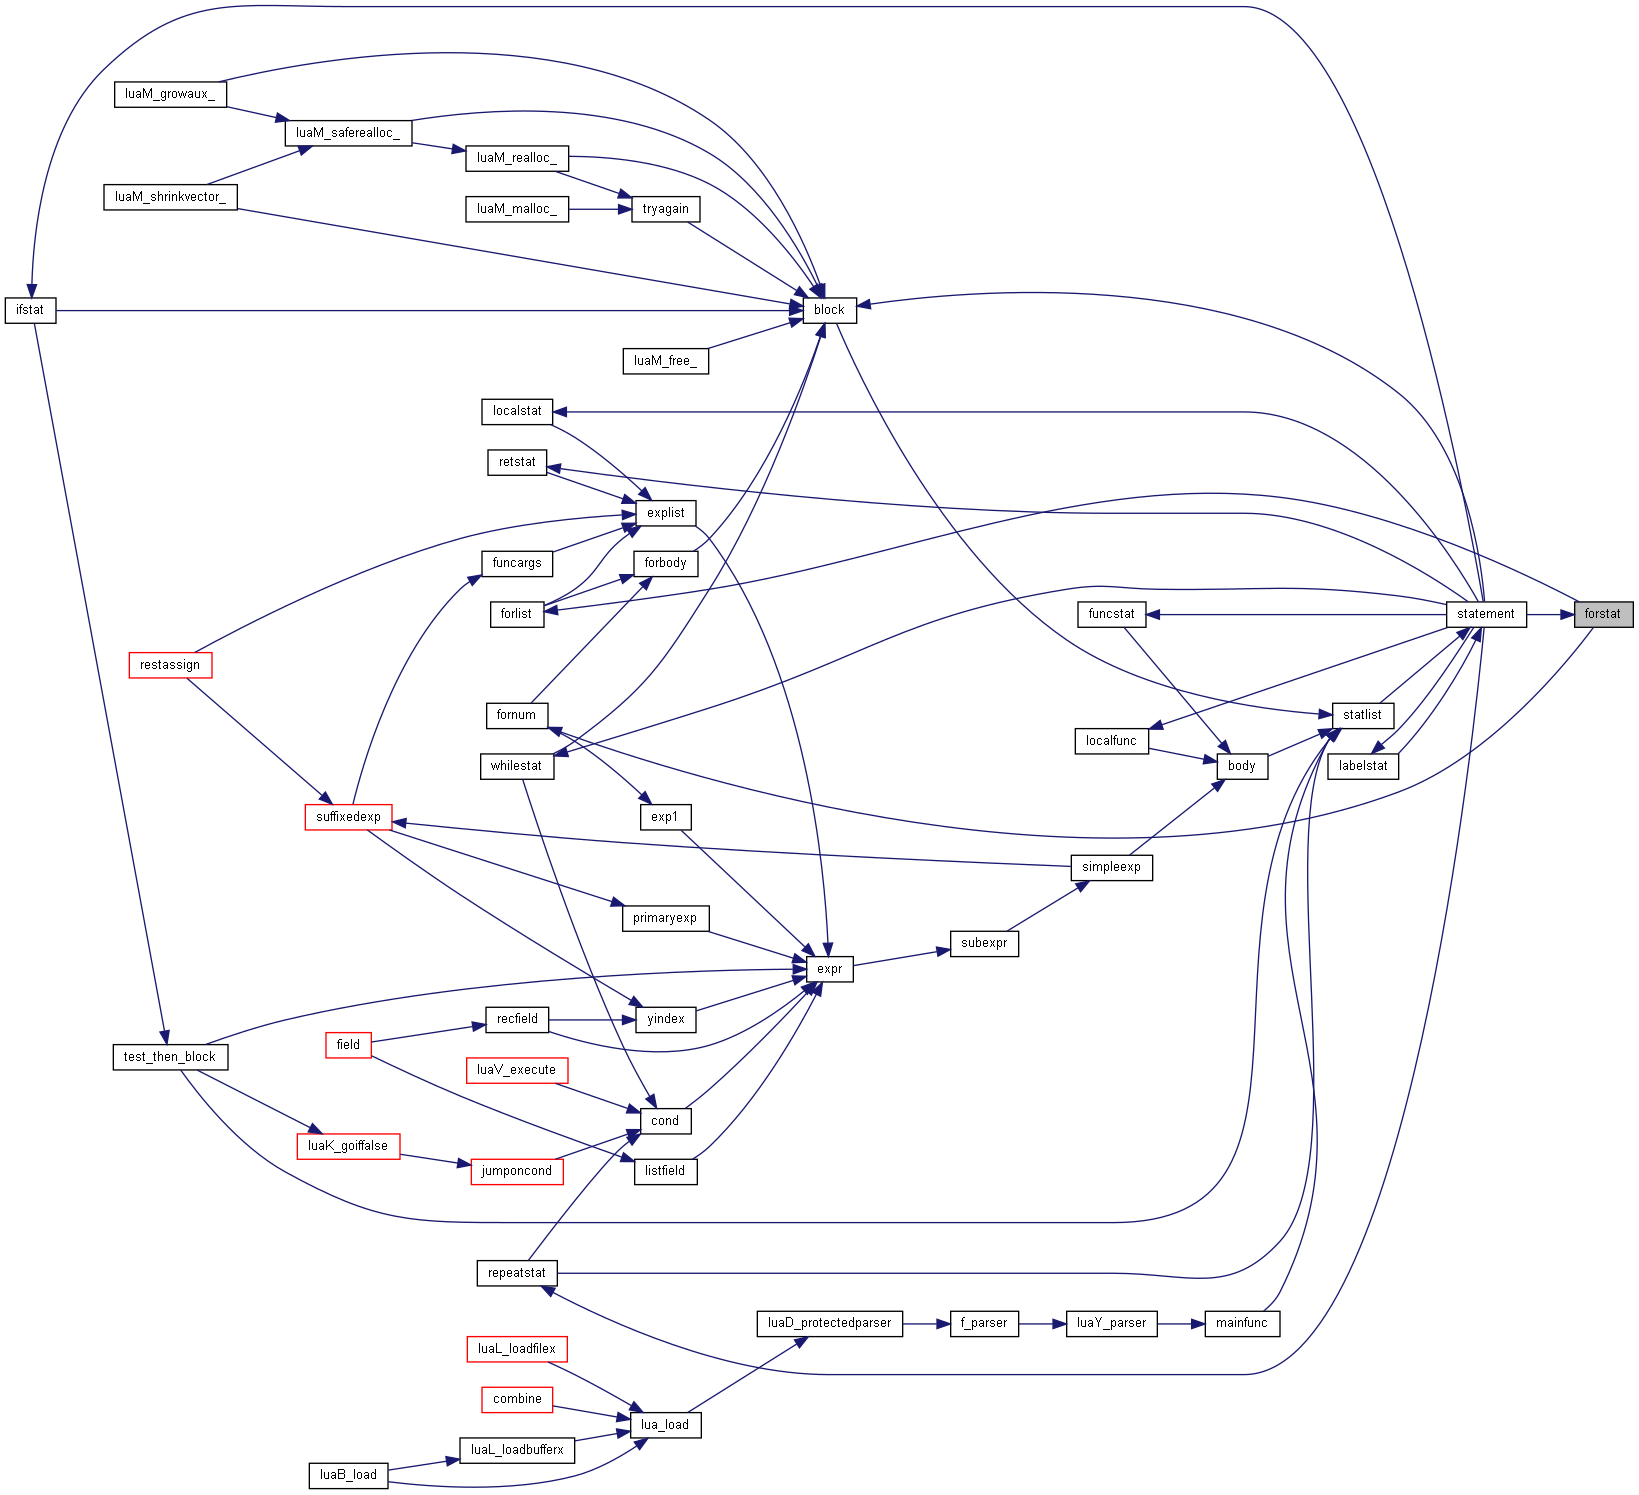 luaM_growaux_
luaM_saferealloc_
luaM_realloc_
luaM_shrinkvector_
luaM_malloc_
tryagain
ifstat
block
luaM_free_
localstat
retstat
explist
funcargs
forbody
forlist
funcstat
statement
forstat
restassign
fornum
statlist
localfunc
whilestat
body
labelstat
suffixedexp
exp1
simpleexp
primaryexp
subexpr
expr
recfield
yindex
field
test_then_block
luaV_execute
cond
luaK_goiffalse
jumponcond
listfield
repeatstat
luaD_protectedparser
f_parser
luaY_parser
mainfunc
luaL_loadfilex
combine
lua_load
luaL_loadbufferx
luaB_load